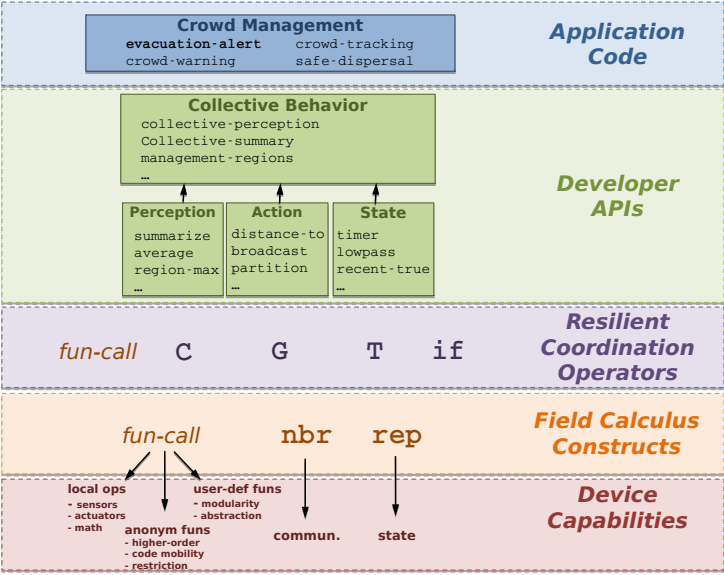 Crowd Management
evacuation-alert crowd-tracking
crowd-warning safe-dispersal
Application
Code
Collective Behavior
collective-perception
Collective-summary
management-regions
…
Developer
APIs
Perception
summarize
average
region-max
…
Action
distance-to
broadcast
partition
…
State
timer
lowpass
recent-true
…
fun-call C G T if
Resilient
Coordination
Operators
fun-call nbr rep
Field Calculus
Constructs
local ops
- sensors
- actuators
- math
anonym funs
- higher-order
- code mobility
- restriction
user-def funs
- modularity
- abstraction
commun.
state
Device
Capabilities